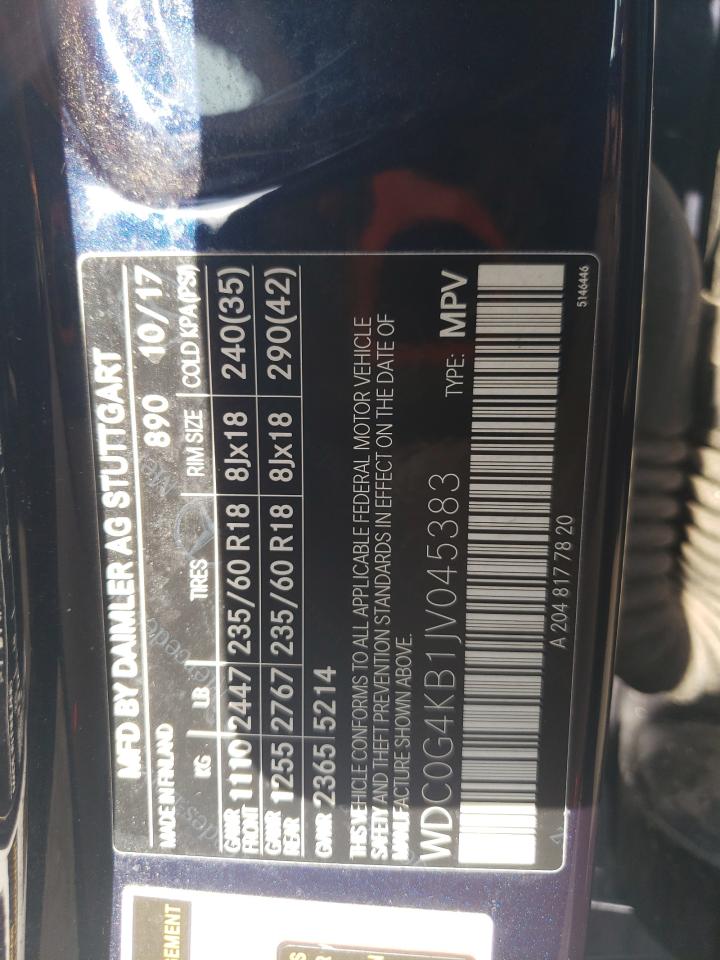 MFD BY DAIMLER AG STUTTGART
MADE IN FINLAND 890 10/17
KG LB TIRES RIM SIZE COLD KPA(PSI)
GAWR FRONT 1110 2447 235/60 R18 8Jx18 240(35)
GAWR REAR 1255 2767 235/60 R18 8Jx18 290(42)
GVWR 2365 5214
THIS VEHICLE CONFORMS TO ALL APPLICABLE FEDERAL MOTOR VEHICLE
SAFETY AND THEFT PREVENTION STANDARDS IN EFFECT ON THE DATE OF
MANUFACTURE SHOWN ABOVE.
WDC0G4KB1JV045383 TYPE: MPV
A 204 817 78 20
5146446